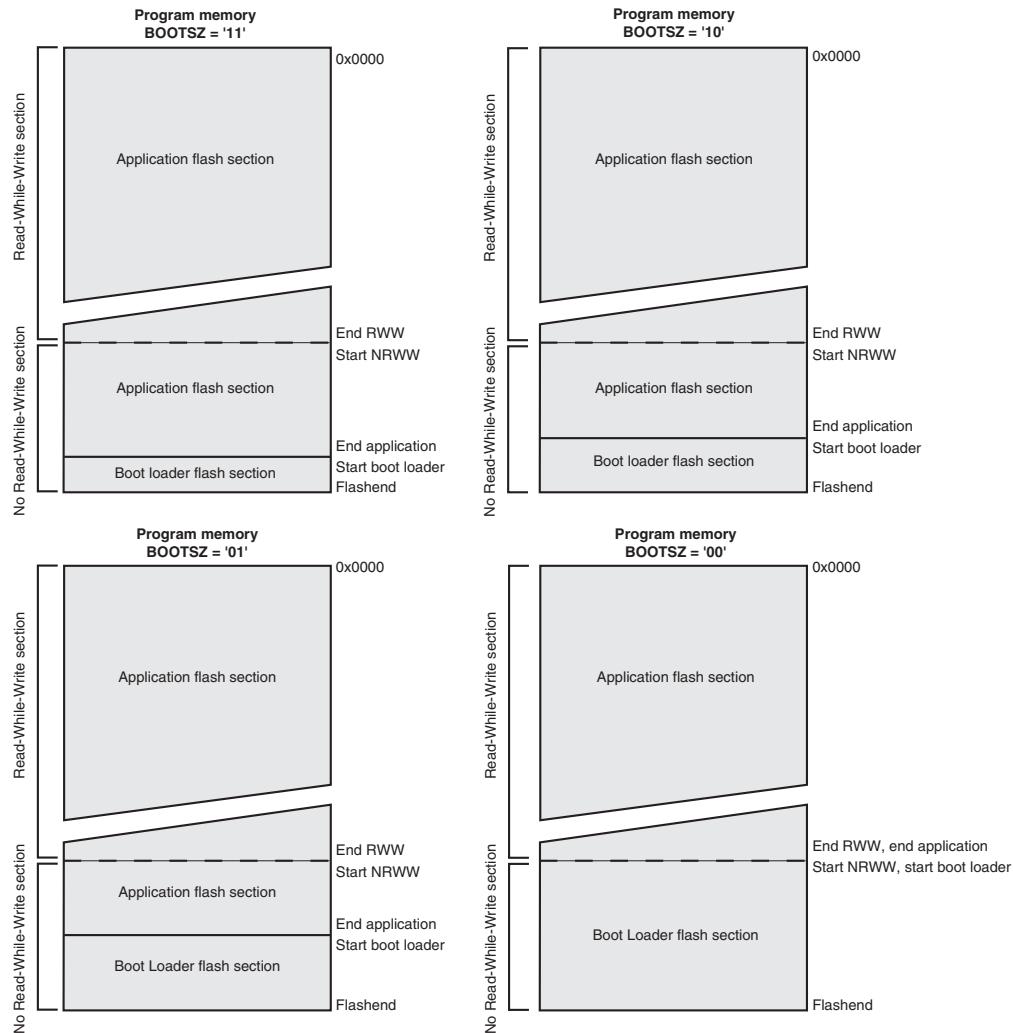 Program memory
BOOTSZ = '11'
0x0000
Read-While-Write section
Application flash section
End RWW
Start NRWW
No Read-While-Write section
Application flash section
End application
Start boot loader
Boot loader flash section
Flashend
Program memory
BOOTSZ = '10'
0x0000
Read-While-Write section
Application flash section
End RWW
Start NRWW
No Read-While-Write section
Application flash section
End application
Start boot loader
Boot loader flash section
Flashend
Program memory
BOOTSZ = '01'
0x0000
Read-While-Write section
Application flash section
End RWW
Start NRWW
No Read-While-Write section
Application flash section
End application
Start boot loader
Boot Loader flash section
Flashend
Program memory
BOOTSZ = '00'
0x0000
Read-While-Write section
Application flash section
End RWW, end application
Start NRWW, start boot loader
No Read-While-Write section
Boot Loader flash section
Flashend